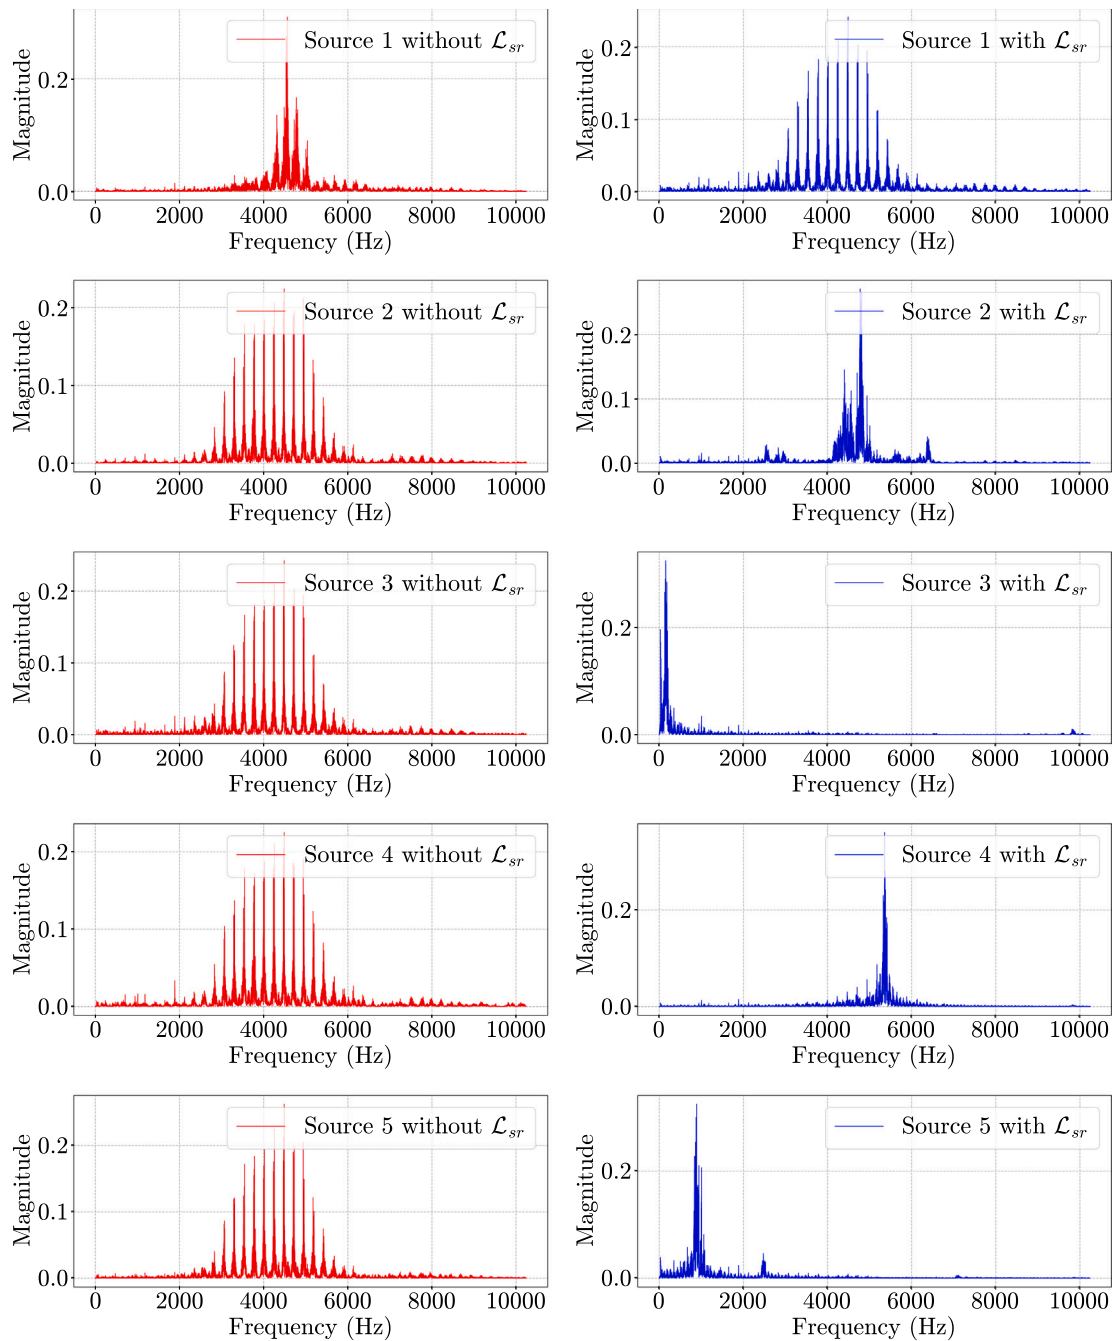 Source 1 without ℒsr
Magnitude
0.2
0.0
0 2000 4000 6000 8000 10000
Frequency (Hz)
Source 1 with ℒsr
Magnitude
0.2
0.1
0.0
0 2000 4000 6000 8000 10000
Frequency (Hz)
Source 2 without ℒsr
Magnitude
0.2
0.1
0.0
0 2000 4000 6000 8000 10000
Frequency (Hz)
Source 2 with ℒsr
Magnitude
0.2
0.0
0 2000 4000 6000 8000 10000
Frequency (Hz)
Source 3 without ℒsr
Magnitude
0.2
0.1
0.0
0 2000 4000 6000 8000 10000
Frequency (Hz)
Source 3 with ℒsr
Magnitude
0.2
0.0
0 2000 4000 6000 8000 10000
Frequency (Hz)
Source 4 without ℒsr
Magnitude
0.2
0.1
0.0
0 2000 4000 6000 8000 10000
Frequency (Hz)
Source 4 with ℒsr
Magnitude
0.2
0.0
0 2000 4000 6000 8000 10000
Frequency (Hz)
Source 5 without ℒsr
Magnitude
0.2
0.1
0.0
0 2000 4000 6000 8000 10000
Frequency (Hz)
Source 5 with ℒsr
Magnitude
0.2
0.0
0 2000 4000 6000 8000 10000
Frequency (Hz)